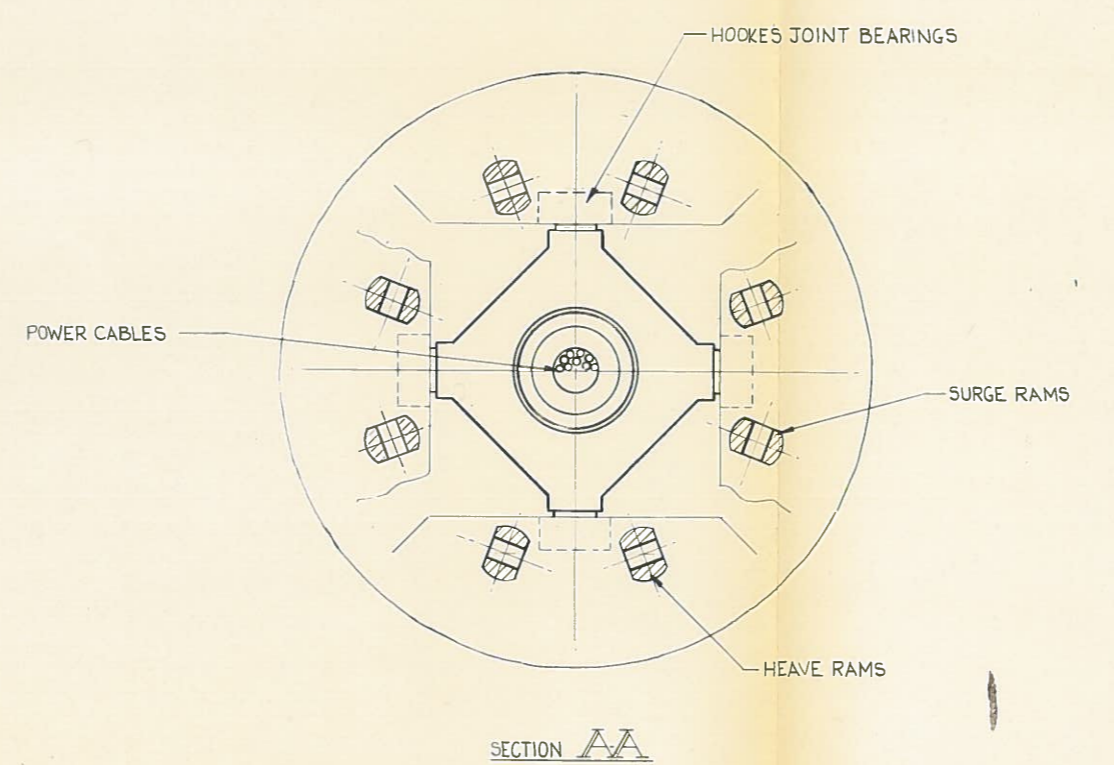 HOOKES JOINT BEARINGS
POWER CABLES
SURGE RAMS
HEAVE RAMS
SECTION AA